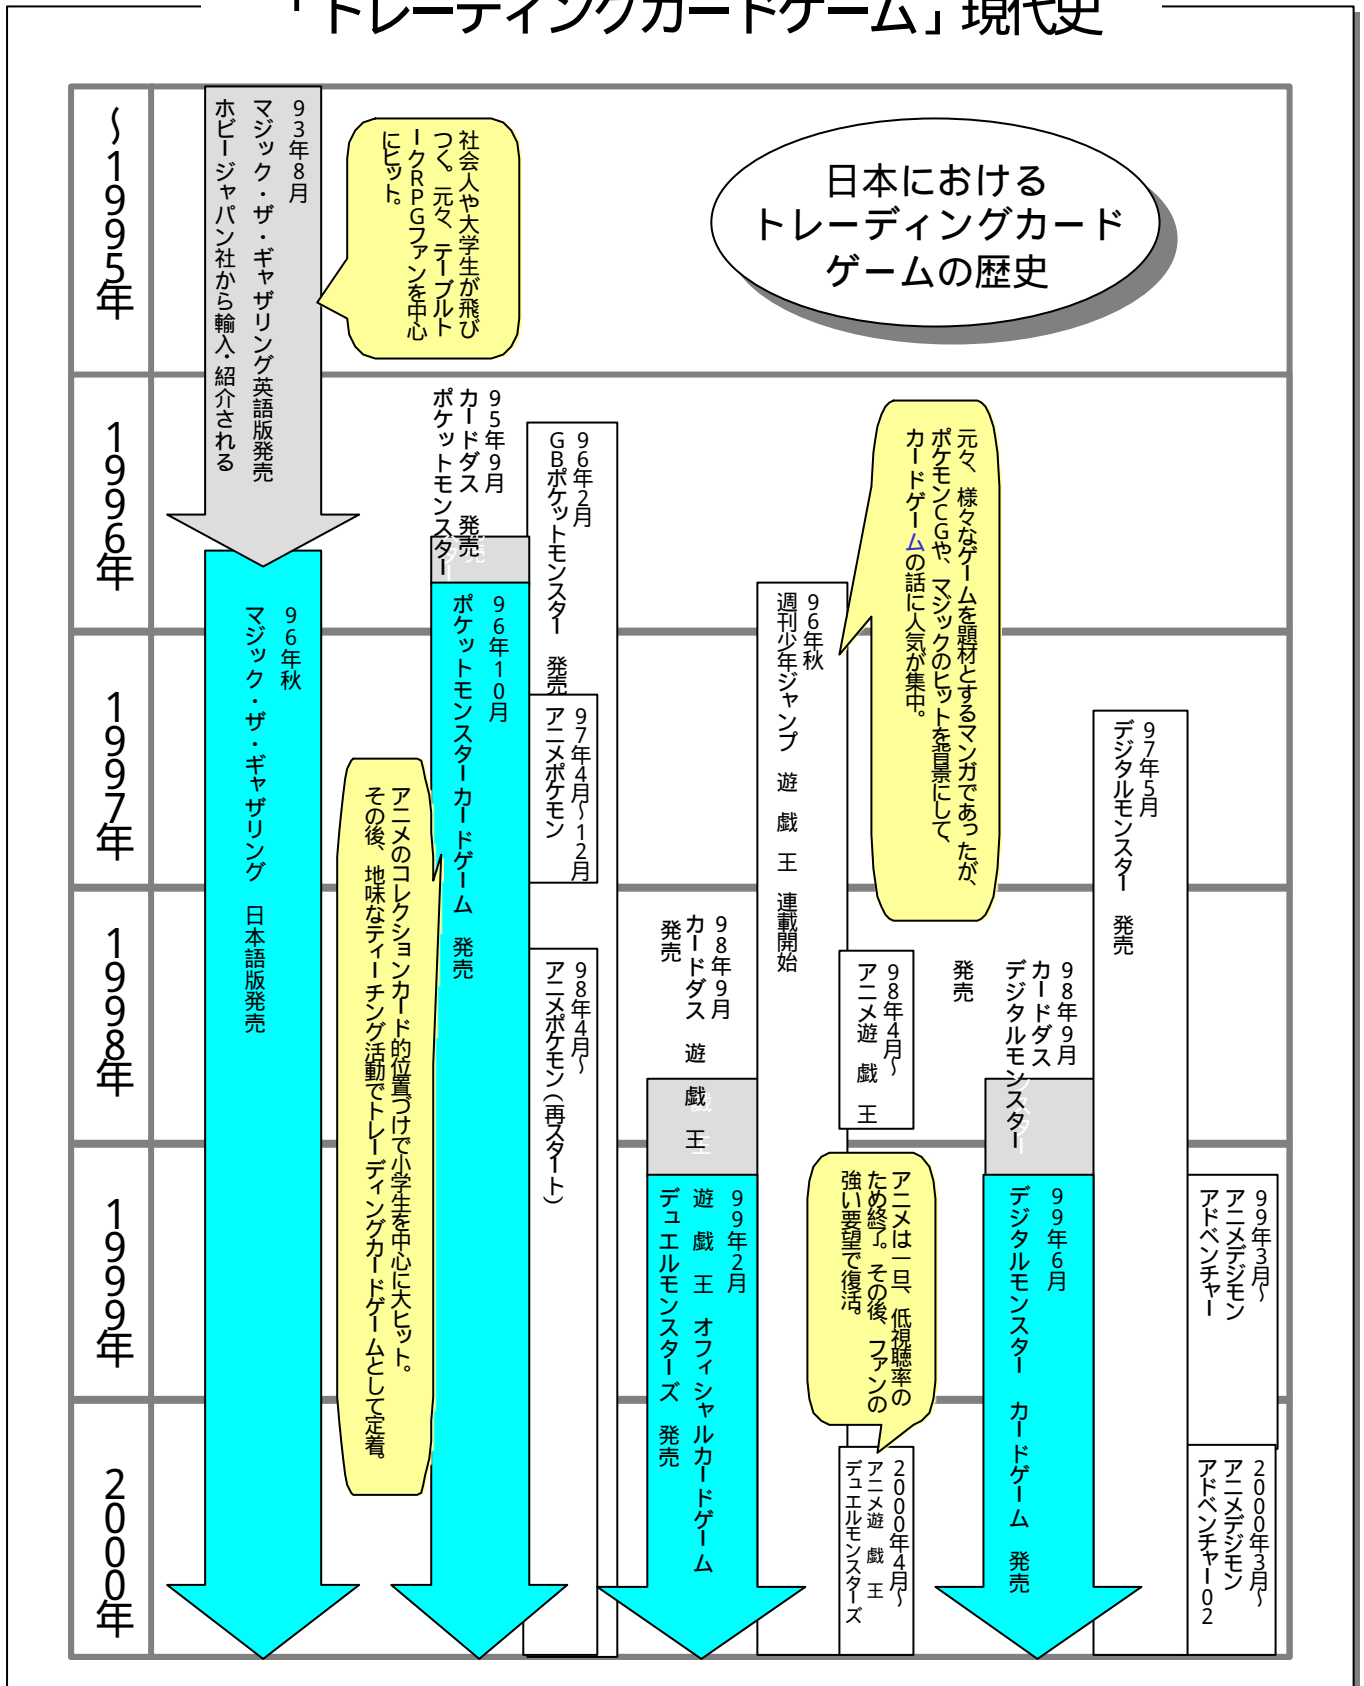 「トレーディングカードゲーム」現代史
日本における
トレーディングカード
ゲームの歴史
～1995年
1996年
1997年
1998年
1999年
2000年
93年8月
マジック・ザ・ギャザリング英語版発売
ホビージャパン社から輸入・紹介される
社会人や大学生が飛び
つく。元々、テーブルト
ークRPGファンを中心
にヒット。
96年秋
マジック・ザ・ギャザリング 日本語版発売
95年9月
カードダス 発売
ポケットモンスター
96年10月
ポケットモンスターカードゲーム 発売
アニメのコレクションカード的位置づけで小学生を中心に大ヒット。
その後、地味なティーチング活動でトレーディングカードゲームとして定着。
96年2月
GBポケットモンスター 発売
97年4月～12月
アニメポケモン
98年4月～
アニメポケモン(再スタート)
98年9月
カードダス 遊戯王
発売
99年2月
遊戯王 オフィシャルカードゲーム
デュエルモンスターズ 発売
96年秋
週刊少年ジャンプ 遊戯王 連載開始
元々、様々なゲームを題材とするマンガであったが、
ポケモンCGや、マジックのヒットを背景にして、
カードゲームの話に人気が集中。
98年4月～
アニメ遊戯王
アニメは一旦、低視聴率の
ため終了。その後、ファンの
強い要望で復活。
2000年4月～
アニメ遊戯王
デュエルモンスターズ
98年9月
カードダス
デジタルモンスター
発売
99年6月
デジタルモンスター カードゲーム 発売
97年5月
デジタルモンスター 発売
99年3月～
アニメデジモン
アドベンチャー
2000年3月～
アニメデジモン
アドベンチャー02